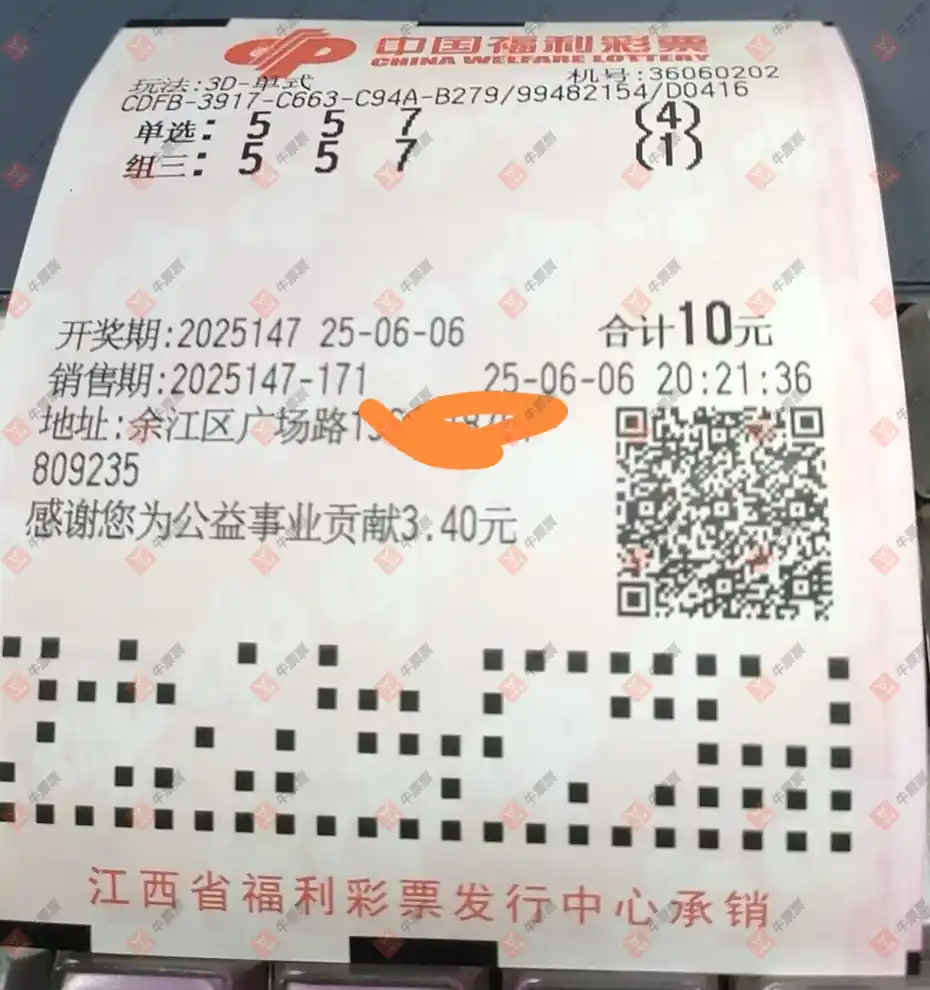 中国福利彩票
CHINA WELFARE LOTTERY
玩法:3D-单式 机号:36060202
CDFB-3917-C663-C94A-B279/99482154/D0416
单选: 5 5 7 (4)
组三: 5 5 7 (1)
开奖期:2025147 25-06-06 合计10元
销售期:2025147-171 25-06-06 20:21:36
地址:余江区广场路
809235
感谢您为公益事业贡献3.40元
江西省福利彩票发行中心承销
牛票票